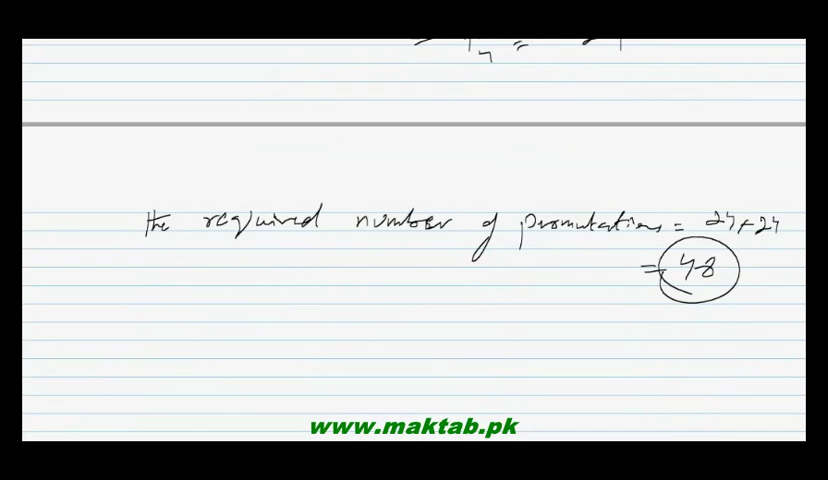 the required number of promutations = 24+24
= 48
www.maktab.pk